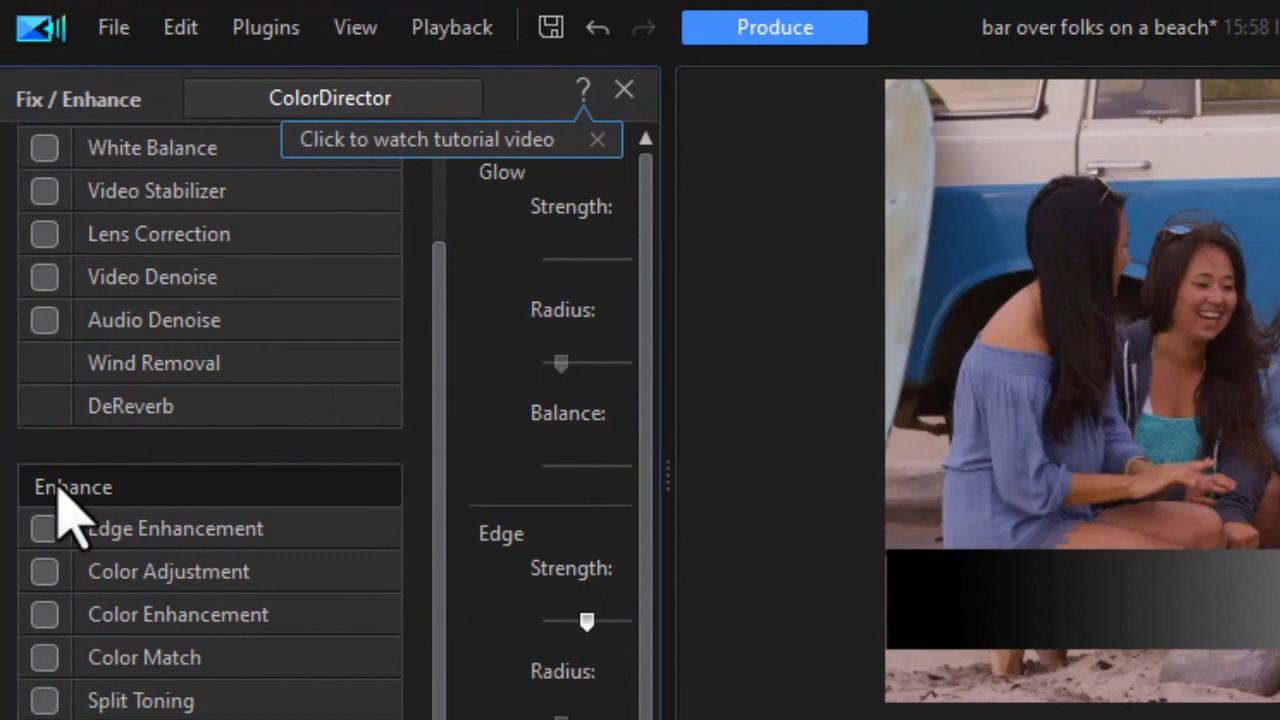 File Edit Plugins View Playback Produce bar over folks on a beach* 15:58
Fix / Enhance ColorDirector ?
Click to watch tutorial video
White Balance
Video Stabilizer
Lens Correction
Video Denoise
Audio Denoise
Wind Removal
DeReverb
Enhance
Edge Enhancement
Color Adjustment
Color Enhancement
Color Match
Split Toning
Glow
Strength:
Radius:
Balance:
Edge
Strength:
Radius: